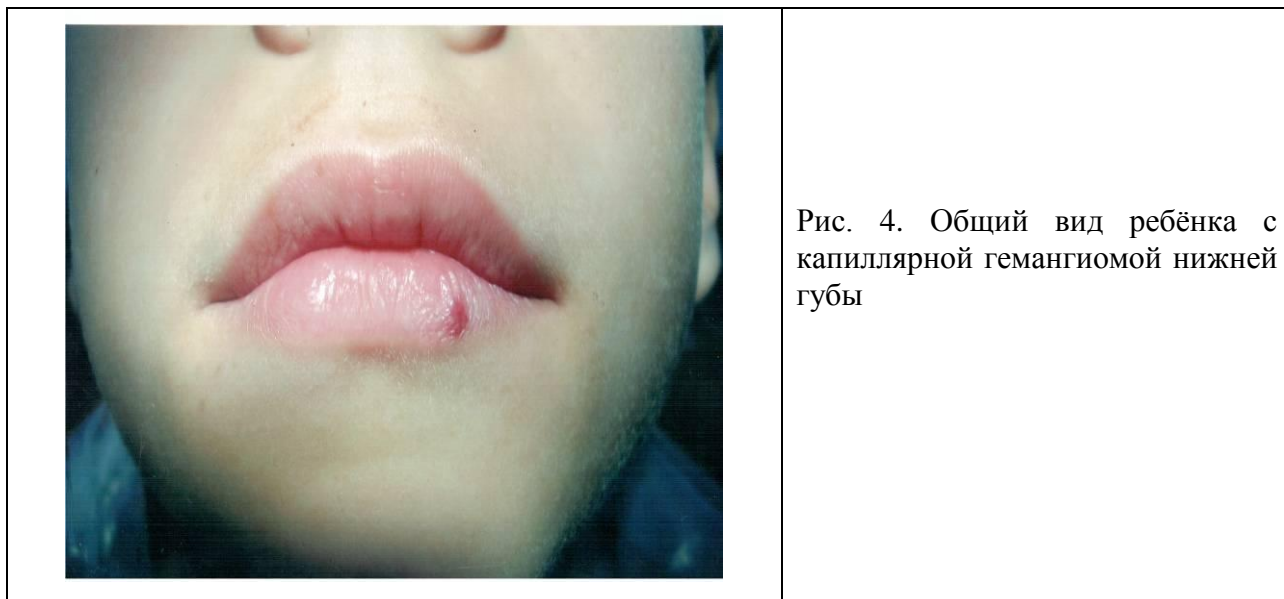 Рис. 4. Общий вид ребёнка с
капиллярной гемангиомой нижней
губы